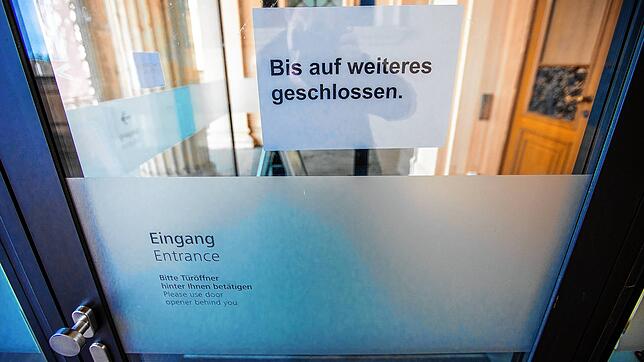 Bis auf weiteres
geschlossen.
Eingang
Entrance
Bitte Türöffner
hinter Ihnen betätigen
Please use door
opener behind you